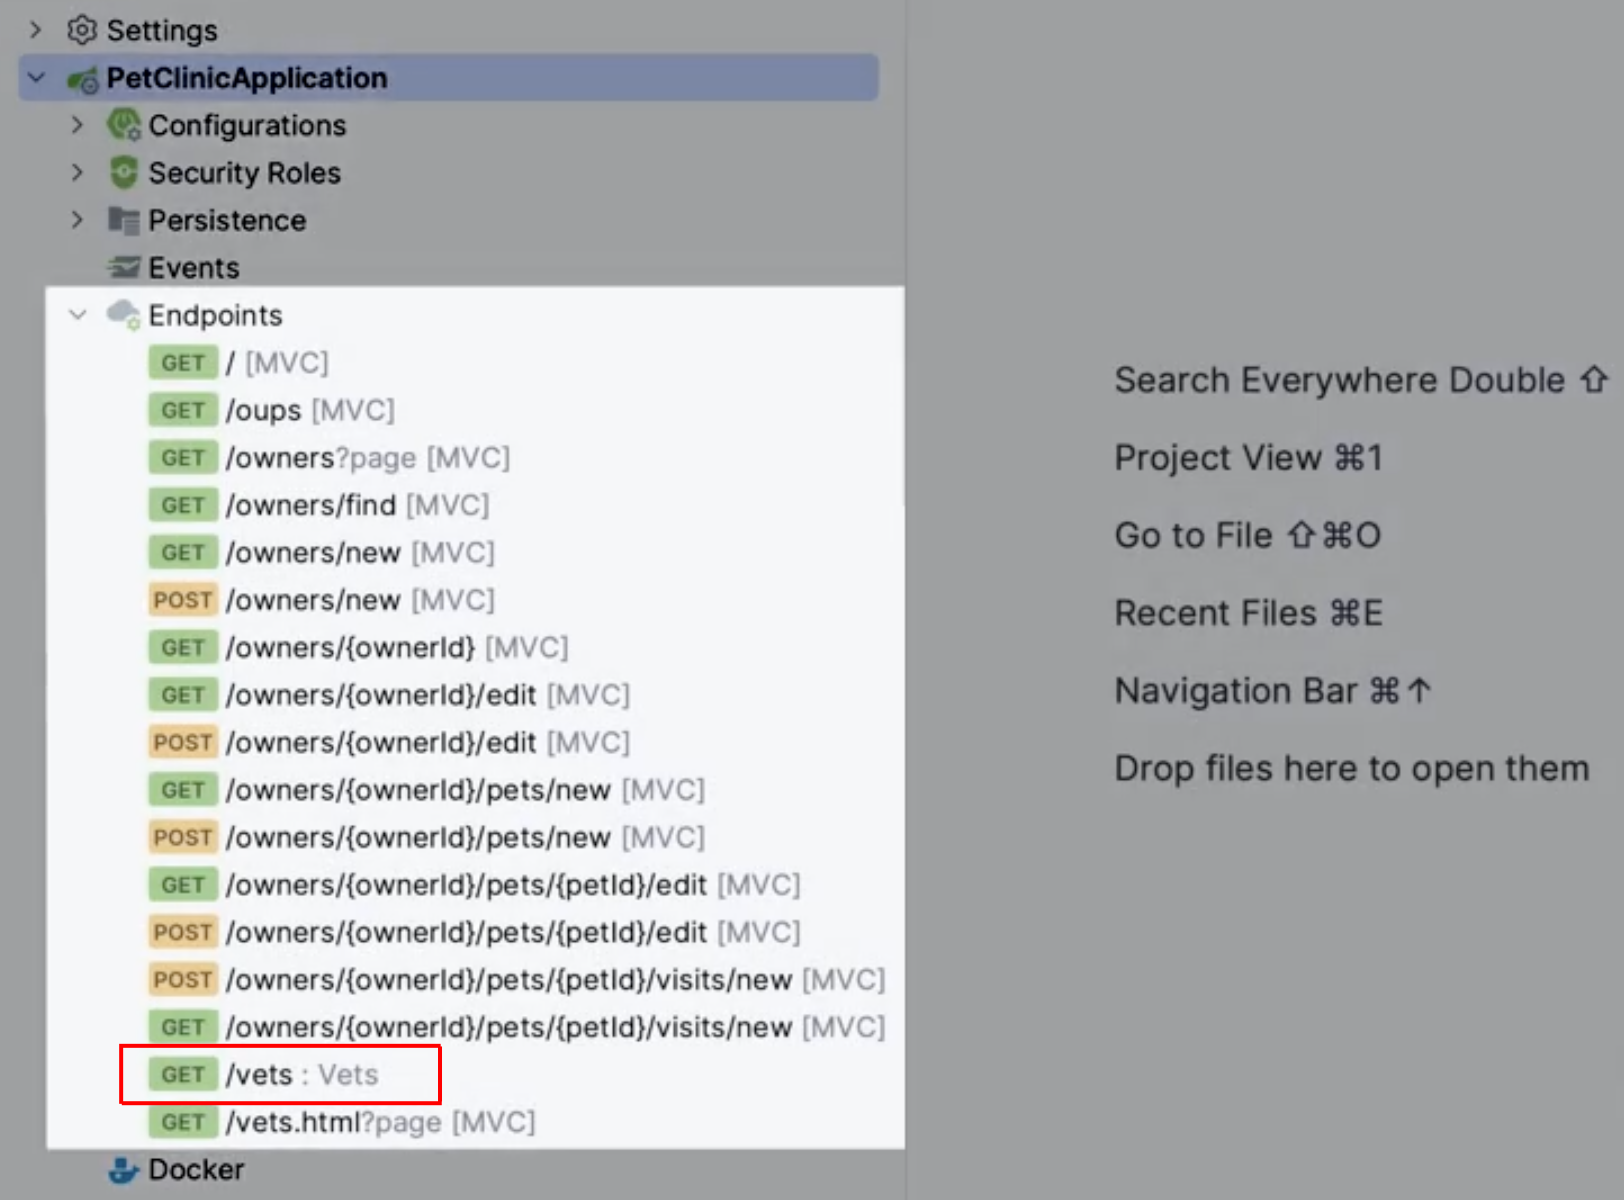 Settings
PetClinicApplication
Configurations
Security Roles
Persistence
Events
Endpoints
GET / [MVC]
GET /oups [MVC]
GET /owners?page [MVC]
GET /owners/find [MVC]
GET /owners/new [MVC]
POST /owners/new [MVC]
GET /owners/{ownerId} [MVC]
GET /owners/{ownerId}/edit [MVC]
POST /owners/{ownerId}/edit [MVC]
GET /owners/{ownerId}/pets/new [MVC]
POST /owners/{ownerId}/pets/new [MVC]
GET /owners/{ownerId}/pets/{petId}/edit [MVC]
POST /owners/{ownerId}/pets/{petId}/edit [MVC]
POST /owners/{ownerId}/pets/{petId}/visits/new [MVC]
GET /owners/{ownerId}/pets/{petId}/visits/new [MVC]
GET /vets : Vets
GET /vets.html?page [MVC]
Docker
Search Everywhere Double ⇧
Project View ⌘1
Go to File ⇧⌘O
Recent Files ⌘E
Navigation Bar ⌘↑
Drop files here to open them